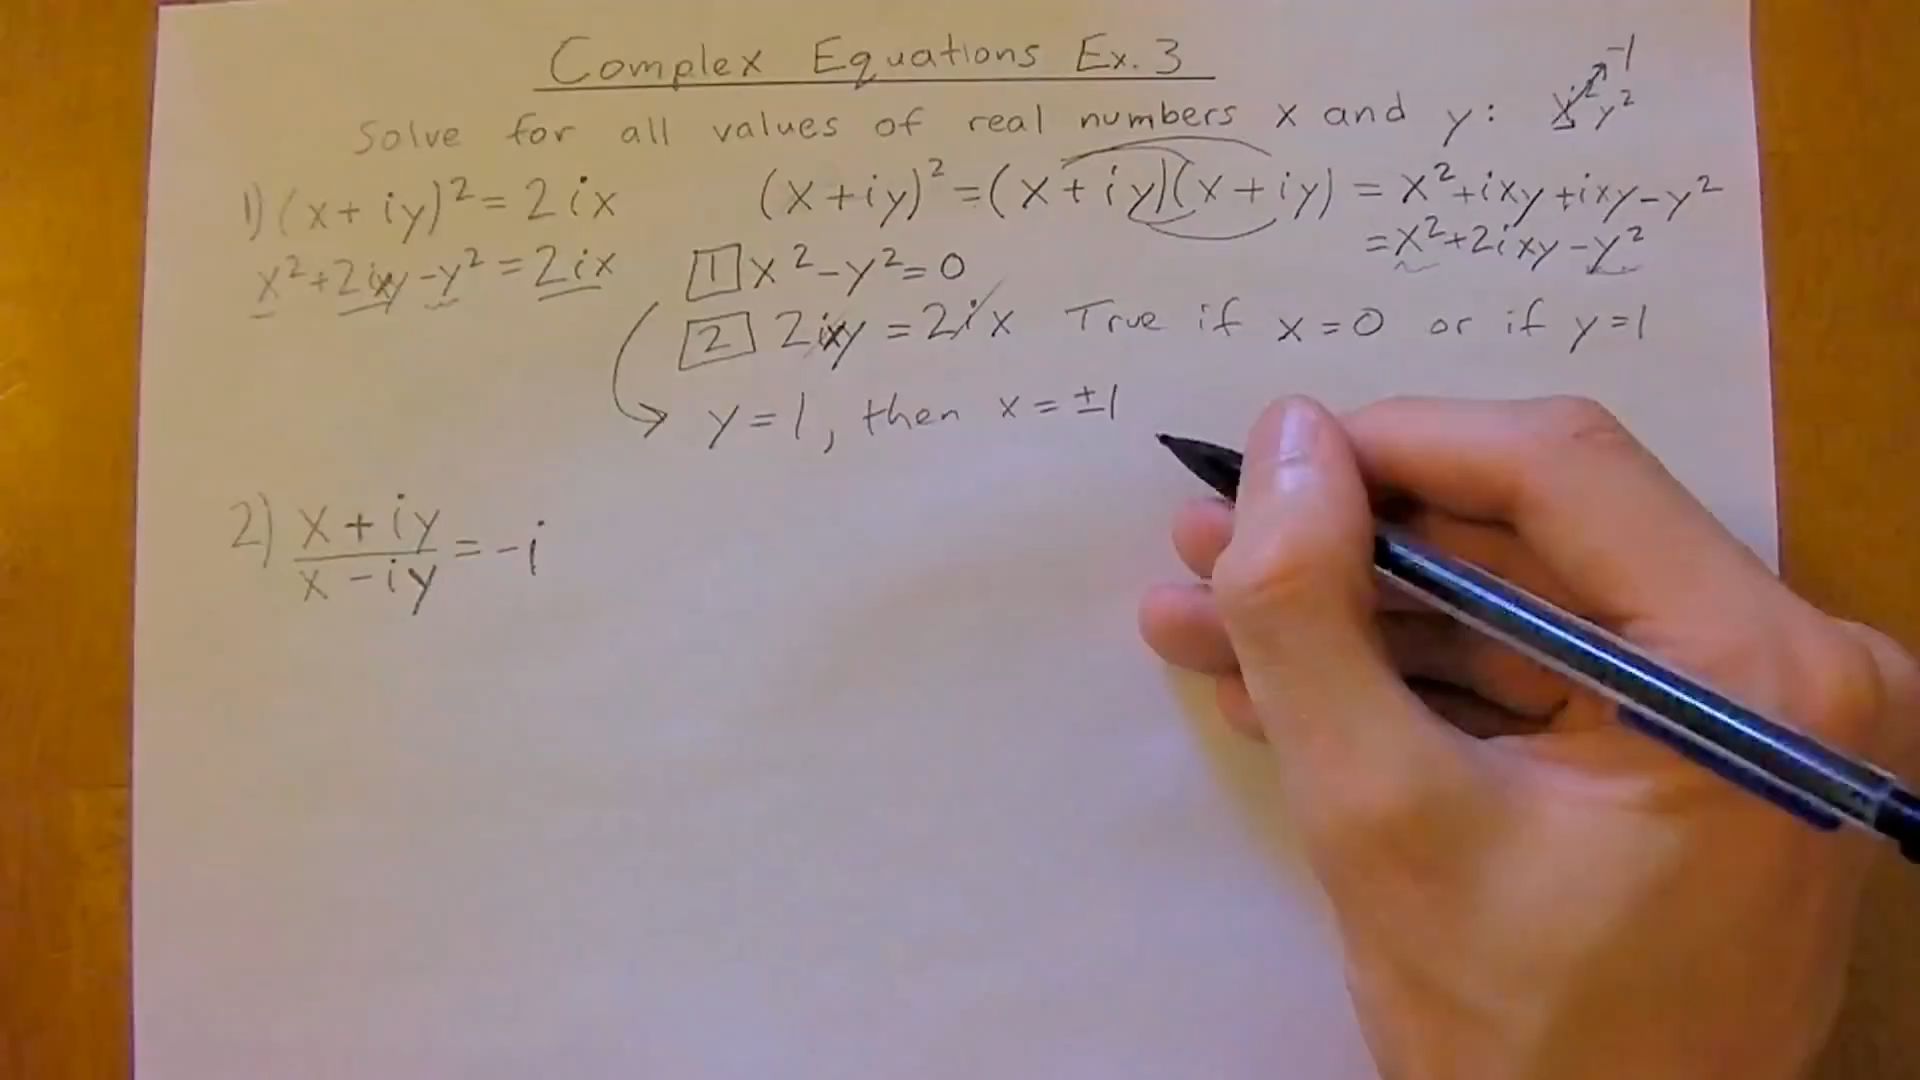 Complex Equations Ex. 3
Solve for all values of real numbers x and y: i²y² -1
1) (x + iy)² = 2ix (x + iy)² = (x + iy)(x + iy) = x² + ixy + ixy - y²
= x² + 2ixy - y²
x² + 2ixy - y² = 2ix 1 x² - y² = 0
2 2ixy = 2ix True if x = 0 or if y = 1
y = 1, then x = ±1
2) x + iy / x - iy = -i